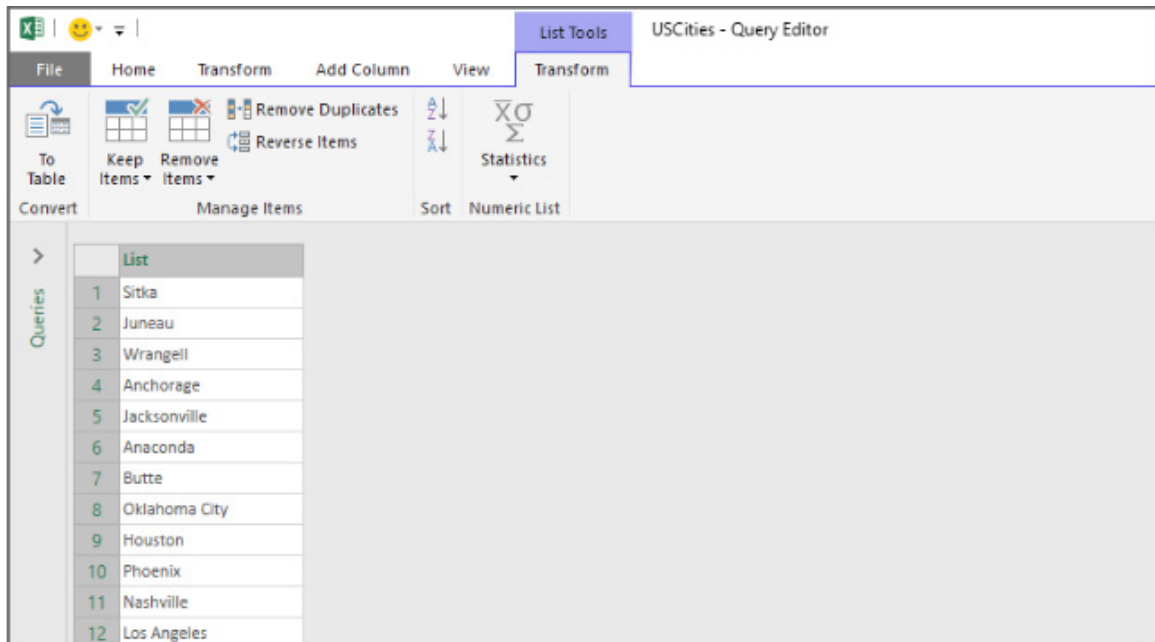 List Tools USCities - Query Editor
File Home Transform Add Column View Transform
To Table
Keep Items
Remove Items
Remove Duplicates
Reverse Items
A Z
Z A
X̄σ Σ
Statistics
Convert Manage Items Sort Numeric List
Queries
List
1 Sitka
2 Juneau
3 Wrangell
4 Anchorage
5 Jacksonville
6 Anaconda
7 Butte
8 Oklahoma City
9 Houston
10 Phoenix
11 Nashville
12 Los Angeles